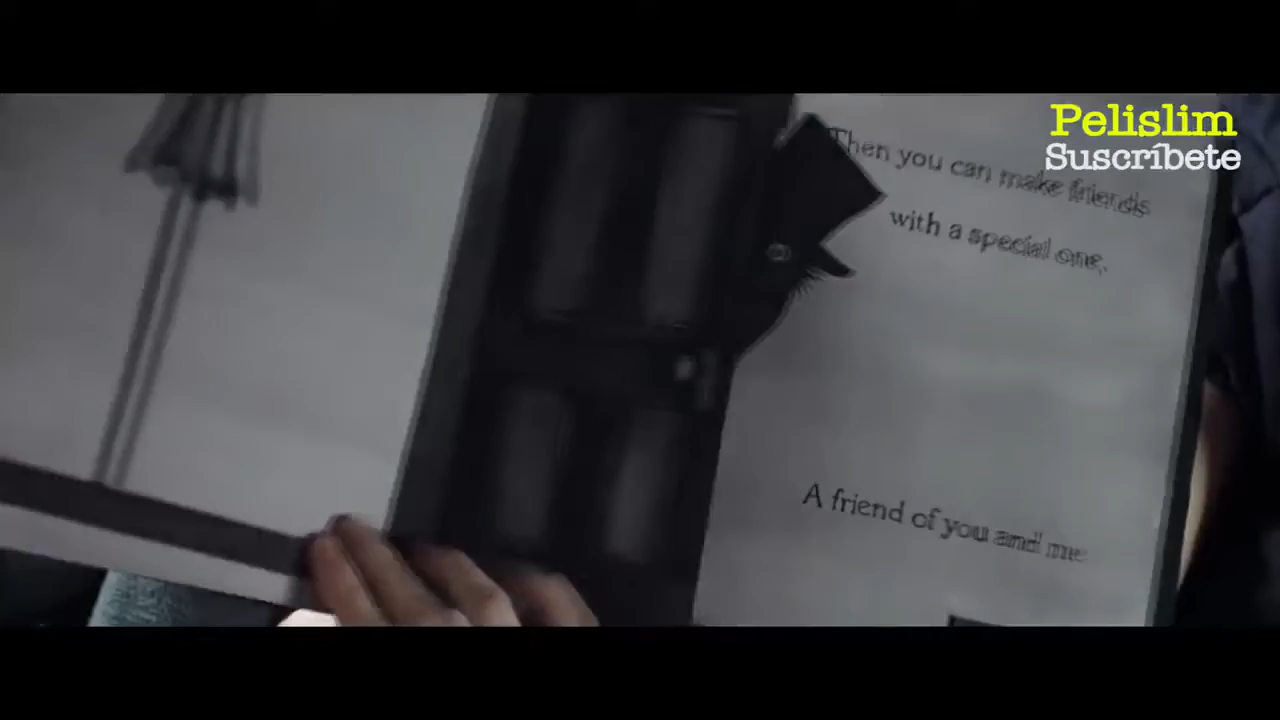 Pelislim
Suscríbete
Then you can make friends
with a special one,
A friend of you and me.